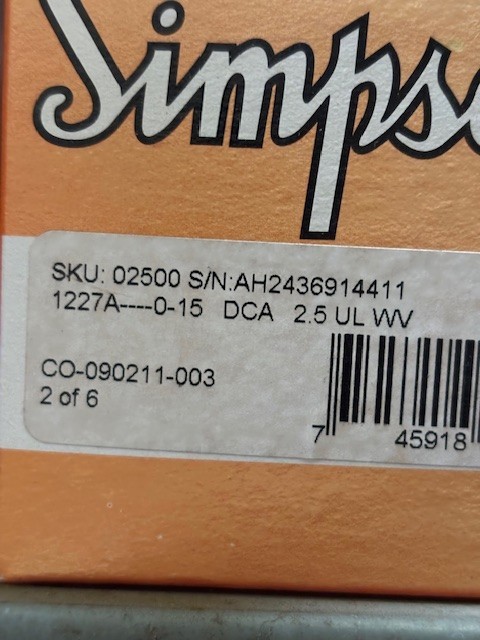 Simps
SKU: 02500 S/N:AH2436914411
1227A----0-15 DCA 2.5 UL WV
CO-090211-003
2 of 6
7 45918